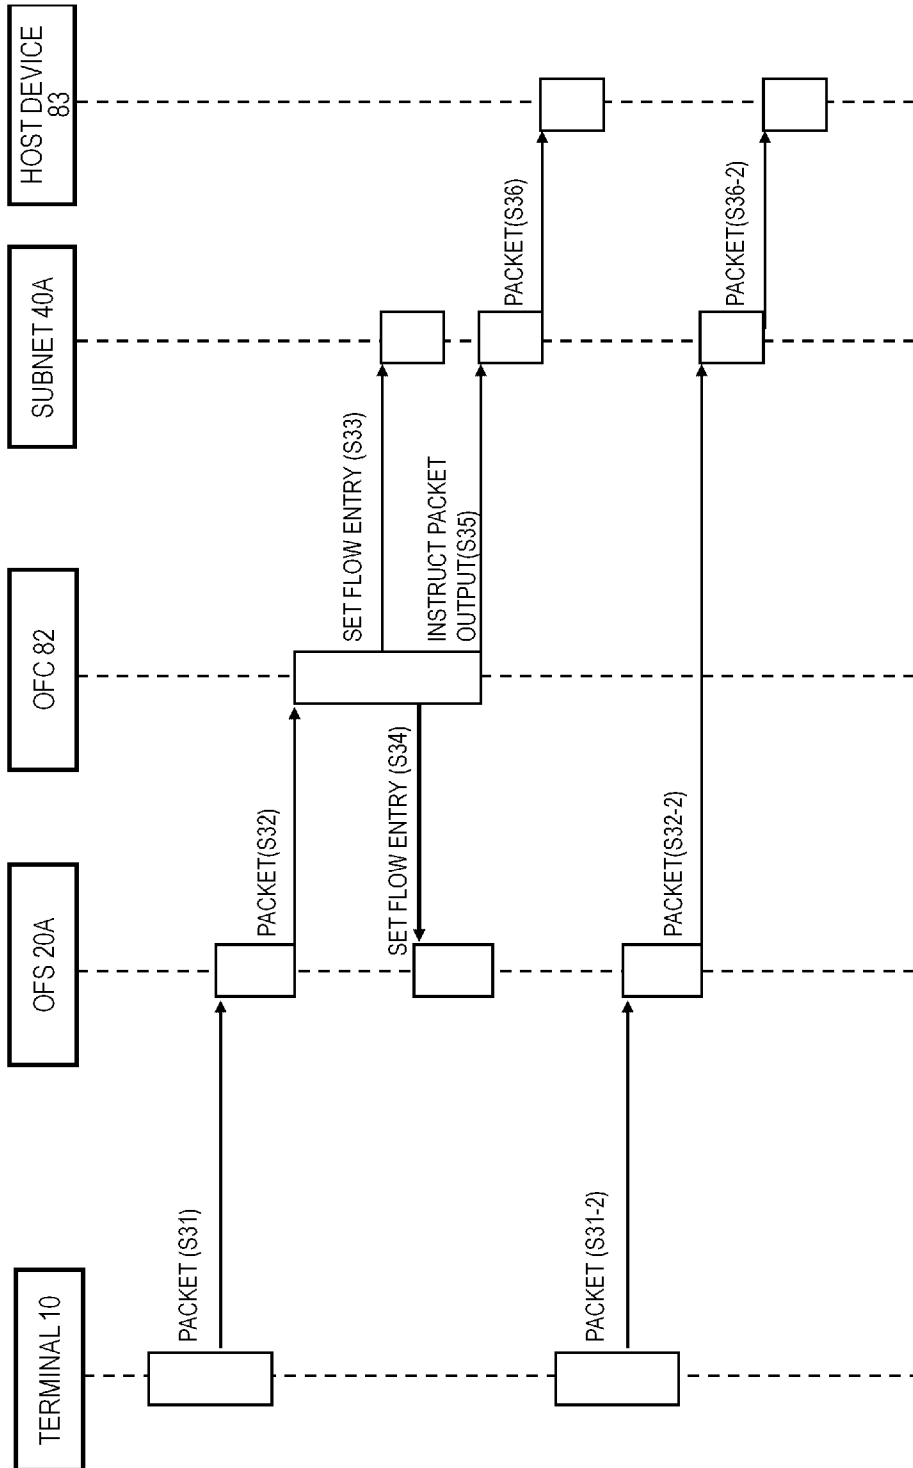 TERMINAL 10
OFS 20A
OFC 82
SUBNET 40A
HOST DEVICE
83
PACKET (S31)
PACKET(S32)
SET FLOW ENTRY (S33)
SET FLOW ENTRY (S34)
INSTRUCT PACKET
OUTPUT(S35)
PACKET(S36)
PACKET (S31-2)
PACKET(S32-2)
PACKET(S36-2)